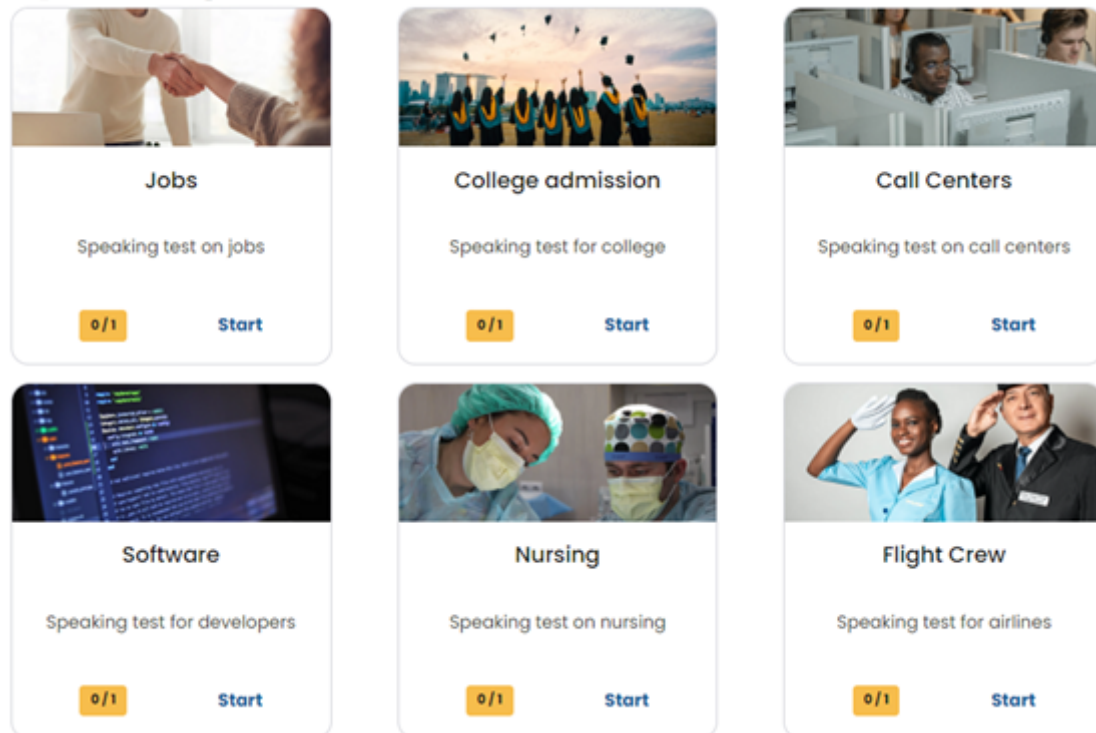 Jobs
College admission
Call Centers
Speaking test on jobs
Speaking test for college
Speaking test on call centers
0/1
Start
0/1
Start
0/1
Start
Software
Nursing
Flight Crew
Speaking test for developers
Speaking test on nursing
Speaking test for airlines
0/1
Start
0/1
Start
0/1
Start